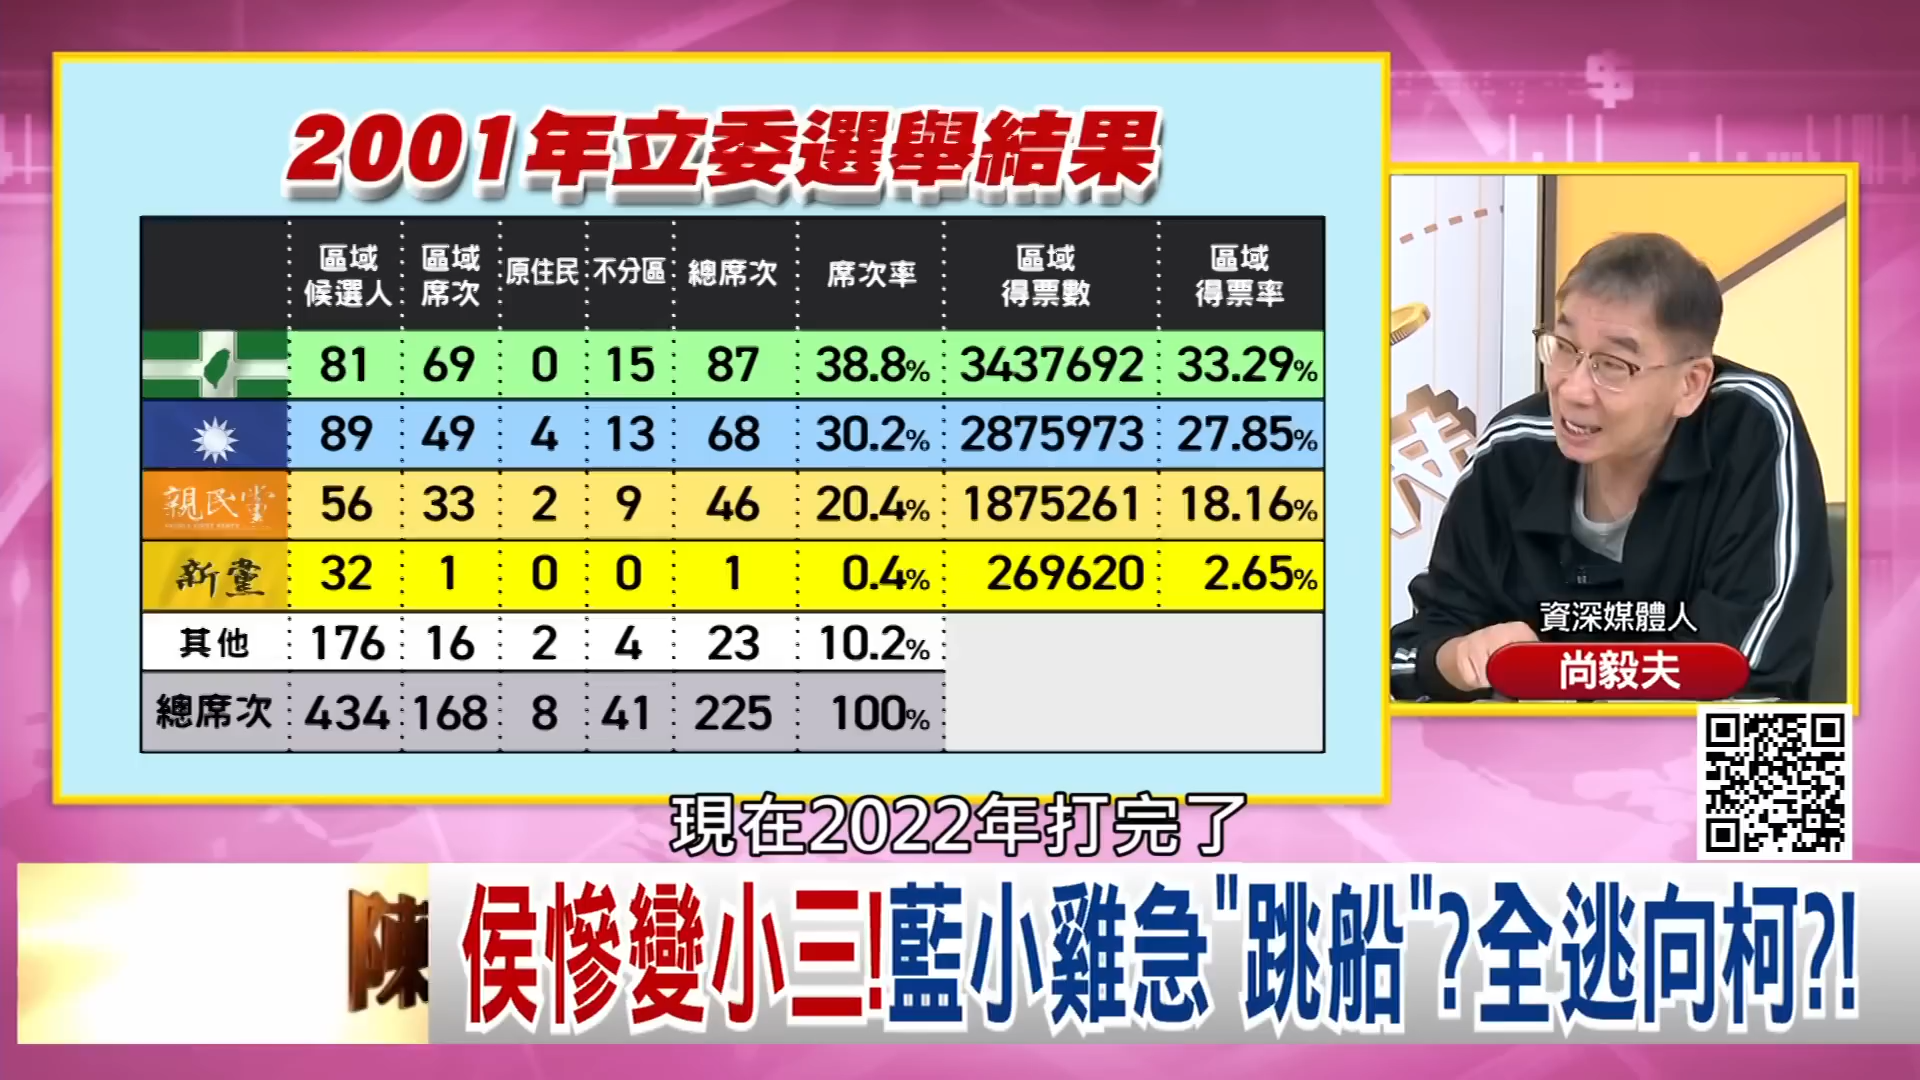 2001年立委選舉結果
區域候選人 區域席次 原住民 不分區 總席次 席次率 區域得票數 區域得票率
81 69 0 15 87 38.8% 3437692 33.29%
89 49 4 13 68 30.2% 2875973 27.85%
親民黨 56 33 2 9 46 20.4% 1875261 18.16%
新黨 32 1 0 0 1 0.4% 269620 2.65%
其他 176 16 2 4 23 10.2%
總席次 434 168 8 41 225 100%
資深媒體人
尚毅夫
現在2022年打完了
陳
侯慘變小三!藍小雞急"跳船"?全逃向柯?!